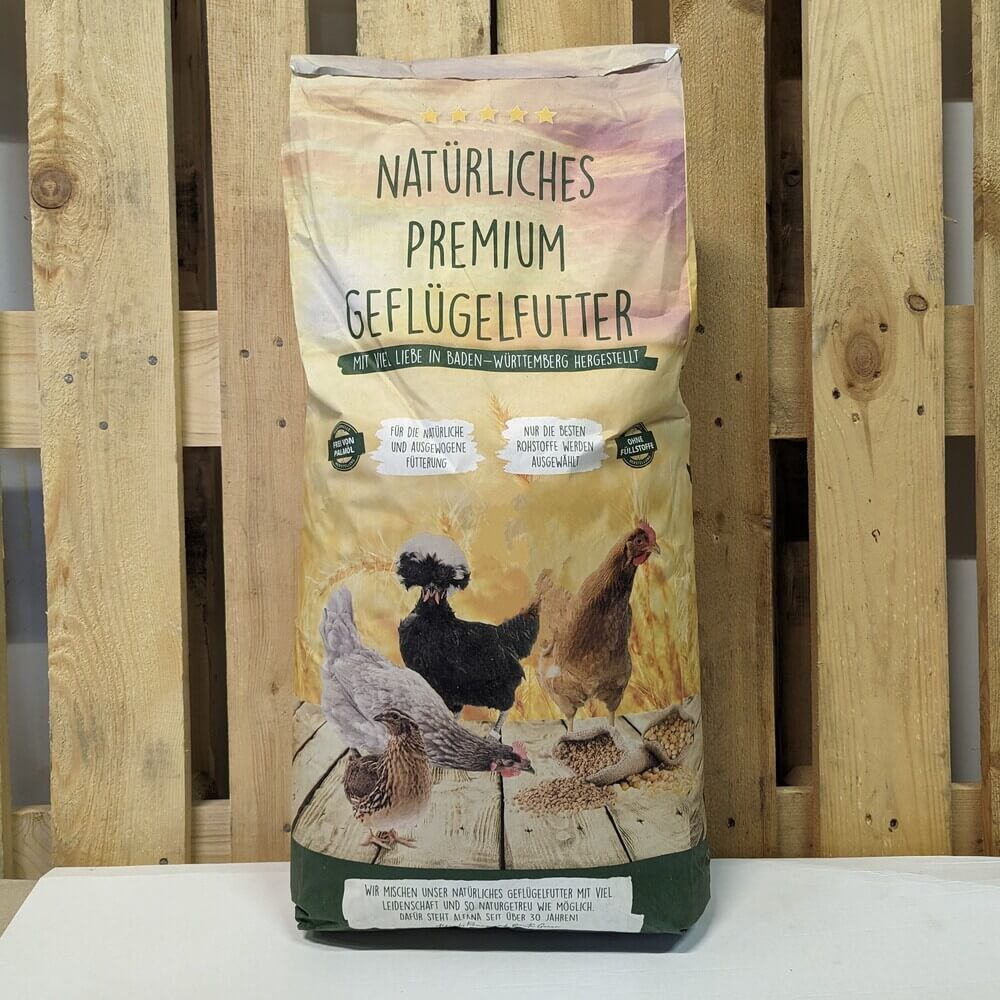 NATÜRLICHES
PREMIUM
GEFLÜGELFUTTER
MIT VIEL LIEBE IN BADEN-WÜRTTEMBERG HERGESTELLT
FREI VON
PALMÖL
FÜR DIE NATÜRLICHE
UND AUSGEWOGENE
FÜTTERUNG
NUR DIE BESTEN
ROHSTOFFE WERDEN
AUSGEWÄHLT
OHNE
FÜLLSTOFFE
WIR MISCHEN UNSER NATÜRLICHES GEFLÜGELFUTTER MIT VIEL
LEIDENSCHAFT UND SO NATURGETREU WIE MÖGLICH.
DAFÜR STEHT ALFANA SEIT ÜBER 30 JAHREN!